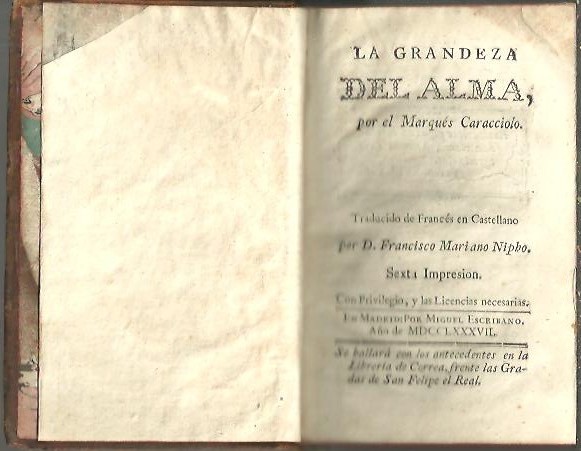 LA GRANDEZA
DEL ALMA,
por el Marqués Caracciolo.
Traducido de Francés en Castellano
por D. Francisco Mariano Nipho.
Sexta Impresion.
Con Privilegio, y las Licencias necesarias.
EN MADRID: POR MIGUEL ESCRIBANO.
Año de MDCCLXXXVII.
Se hallará con los antecedentes en la
Librería de Correa, frente las Gra-
das de San Felipe el Real.